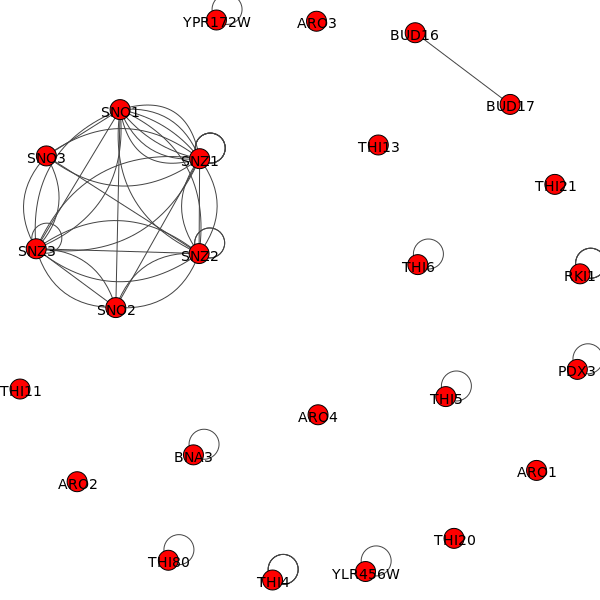 YPR172W
ARO3
BUD16
BUD17
SNO1
SNO3
SNZ1
THI13
THI21
SNZ3
SNZ2
THI6
RKI1
SNO2
PDX3
THI11
THI5
ARO4
BNA3
ARO1
ARO2
THI20
THI80
THI4
YLR456W